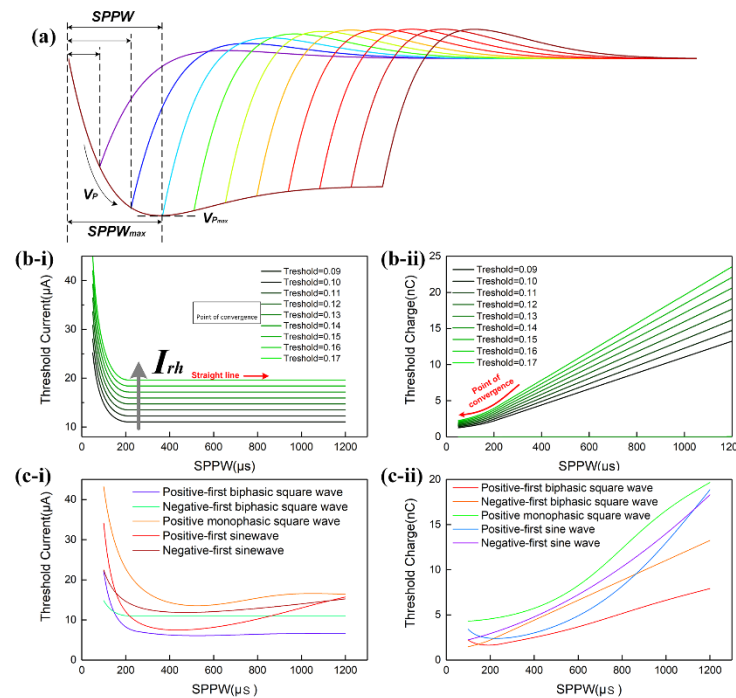 (a)
SPPW
VP
VPmax
SPPWmax
(b-i)
Threshold Current(μA)
40
30
20
10
Treshold=0.09
Treshold=0.10
Treshold=0.11
Treshold=0.12
Treshold=0.13
Treshold=0.14
Treshold=0.15
Treshold=0.16
Treshold=0.17
Point of convergence
Irh
Straight line
0 200 400 600 800 1000 1200
SPPW(μs)
(b-ii)
Threshold Charge(nC)
25
20
15
10
5
0
Treshold=0.09
Treshold=0.10
Treshold=0.11
Treshold=0.12
Treshold=0.13
Treshold=0.14
Treshold=0.15
Treshold=0.16
Treshold=0.17
Point of
convergence
0 200 400 600 800 1000 1200
SPPW(μs)
(c-i)
Threshold Current(μA)
40
30
20
10
0
Positive-first biphasic square wave
Negative-first biphasic square wave
Positive monophasic square wave
Positive-first sinewave
Negative-first sinewave
0 200 400 600 800 1000 1200
SPPW(μs)
(c-ii)
Threshold Charge(nC)
20
15
10
5
0
Positive-first biphasic square wave
Negative-first biphasic square wave
Positive monophasic square wave
Positive-first sine wave
Negative-first sine wave
0 200 400 600 800 1000 1200
SPPW(μs)